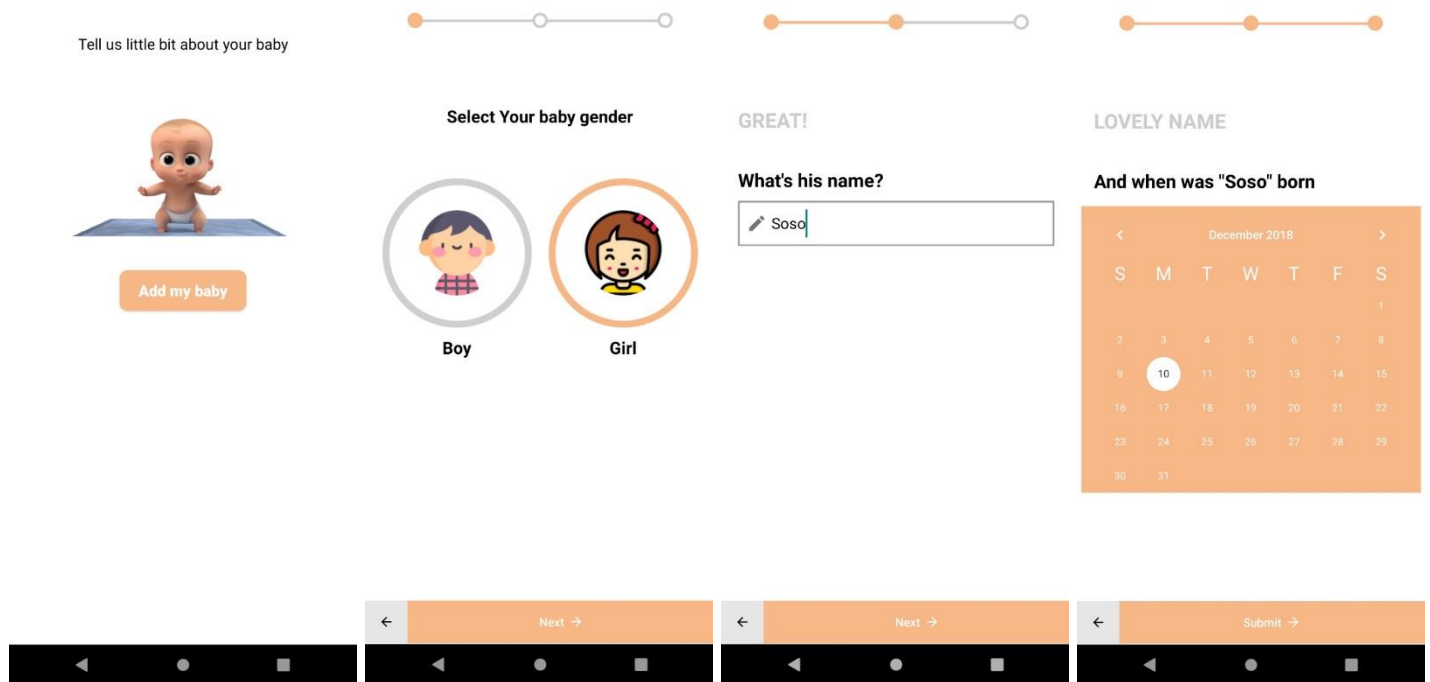 Tell us little bit about your baby
Add my baby
Select Your baby gender
Boy Girl
Next →
GREAT!
What's his name?
Soso
Next →
LOVELY NAME
And when was "Soso" born
December 2018
S M T W T F S
1
2 3 4 5 6 7 8
9 10 11 12 13 14 15
16 17 18 19 20 21 22
23 24 25 26 27 28 29
30 31
Submit →